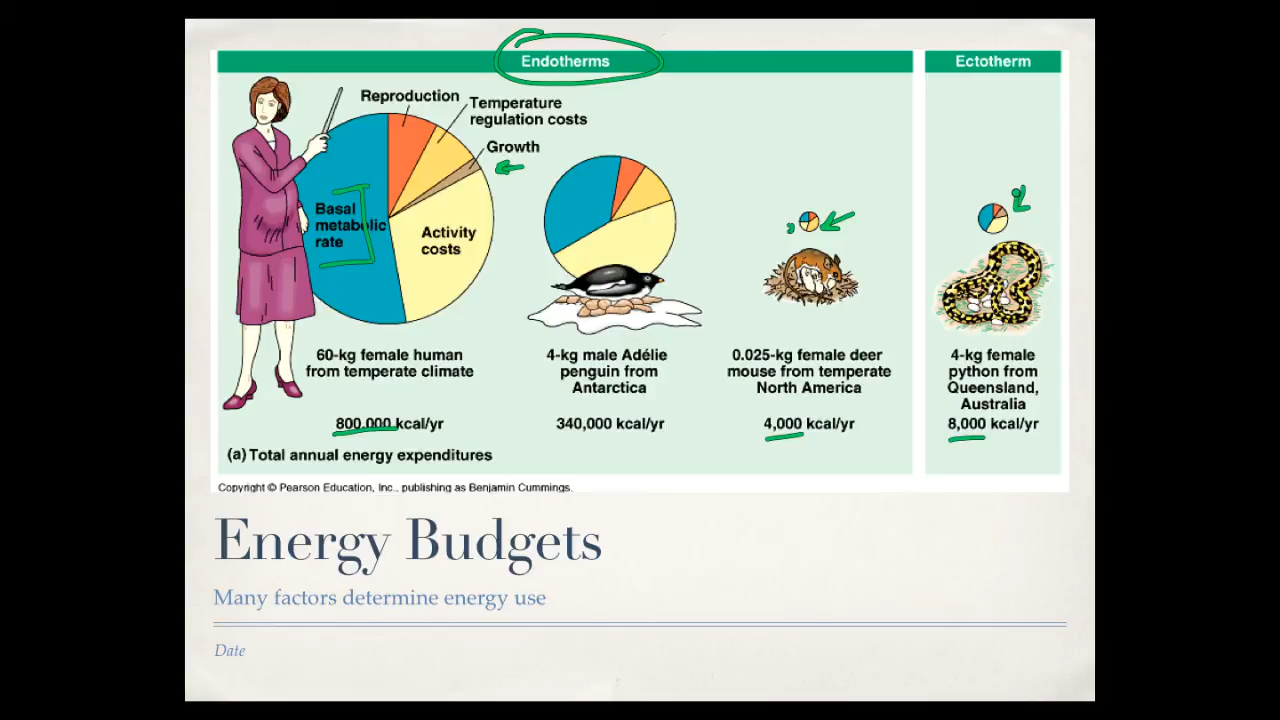 Endotherms
Ectotherm
Reproduction
Temperature
regulation costs
Growth
Basal
metabolic
rate
Activity
costs
60-kg female human
from temperate climate
800,000 kcal/yr
4-kg male Adélie
penguin from
Antarctica
340,000 kcal/yr
0.025-kg female deer
mouse from temperate
North America
4,000 kcal/yr
4-kg female
python from
Queensland,
Australia
8,000 kcal/yr
(a) Total annual energy expenditures
Copyright © Pearson Education, Inc., publishing as Benjamin Cummings.
Energy Budgets
Many factors determine energy use
Date